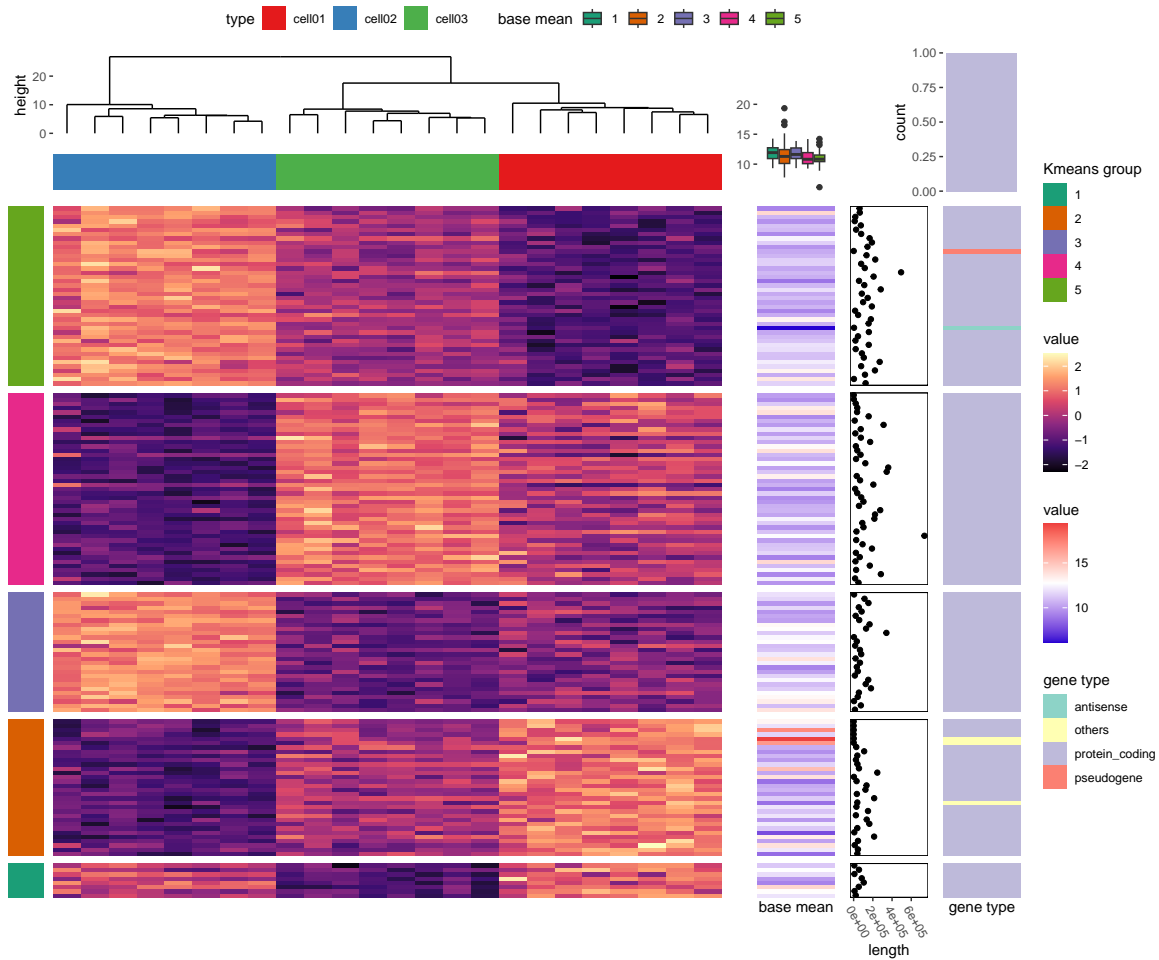 type cell01 cell02 cell03 base mean 1 2 3 4 5
height
20
10
0
20
15
10
count
1.00
0.75
0.50
0.25
0.00
Kmeans group
1
2
3
4
5
value
2
1
0
−1
−2
value
15
10
gene type
antisense
others
protein_coding
pseudogene
base mean
0e+00
2e+05
4e+05
6e+05
length
gene type